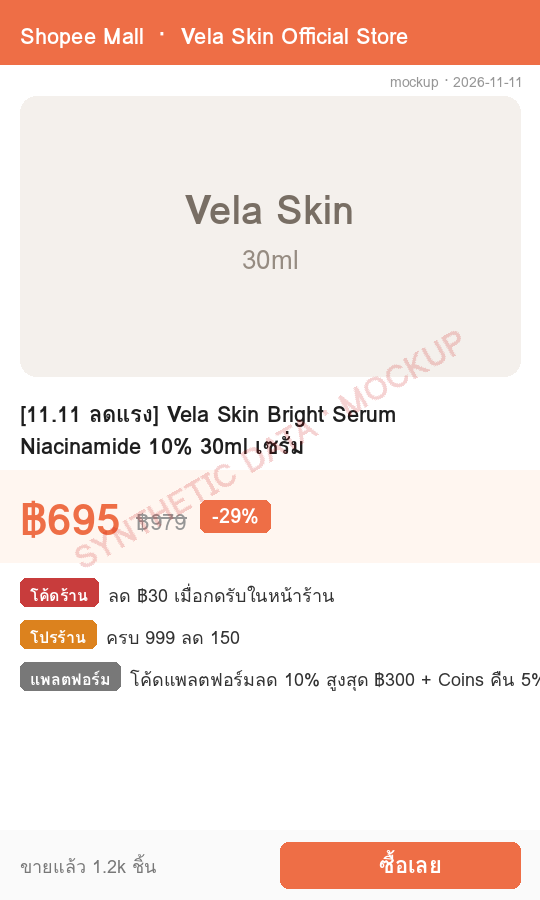 Shopee Mall · Vela Skin Official Store
mockup · 2026-11-11
Vela Skin
30ml
[11.11 ลดแรง] Vela Skin Bright Serum
Niacinamide 10% 30ml เซรั่ม
SYNTHETIC DATA · MOCKUP
฿695 ฿979 -29%
โค้ดร้าน ลด ฿30 เมื่อกดรับในหน้าร้าน
โปรร้าน ครบ 999 ลด 150
แพลตฟอร์ม โค้ดแพลตฟอร์มลด 10% สูงสุด ฿300 + Coins คืน 5%
ขายแล้ว 1.2k ชิ้น ซื้อเลย